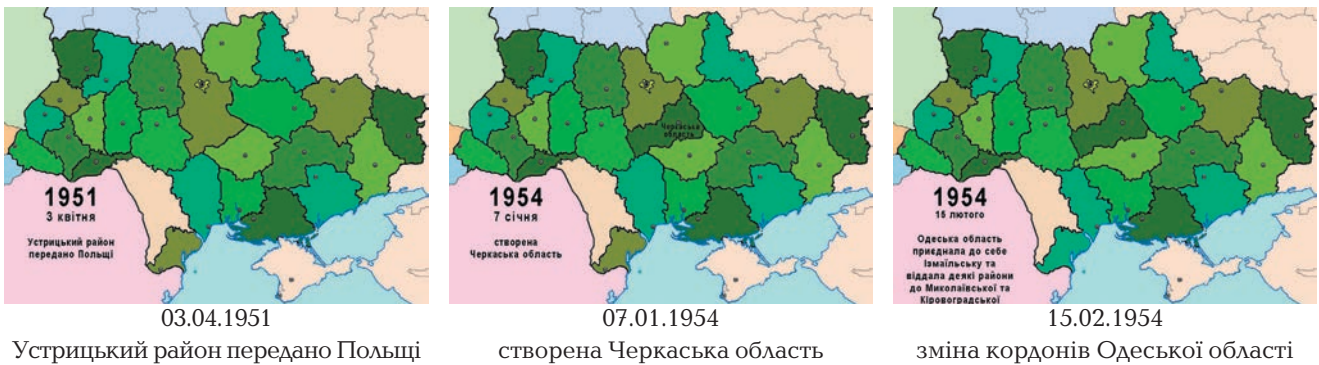 1951
3 квітня
Устрицький район
передано Польщі
03.04.1951
Устрицький район передано Польщі
Черкаська
область
1954
7 січня
створена
Черкаська область
07.01.1954
створена Черкаська область
1954
15 лютого
Одеська область
приєднала до себе
Ізмаїльську та
віддала деякі райони
до Миколаївської та
Кіровоградської
15.02.1954
зміна кордонів Одеської області